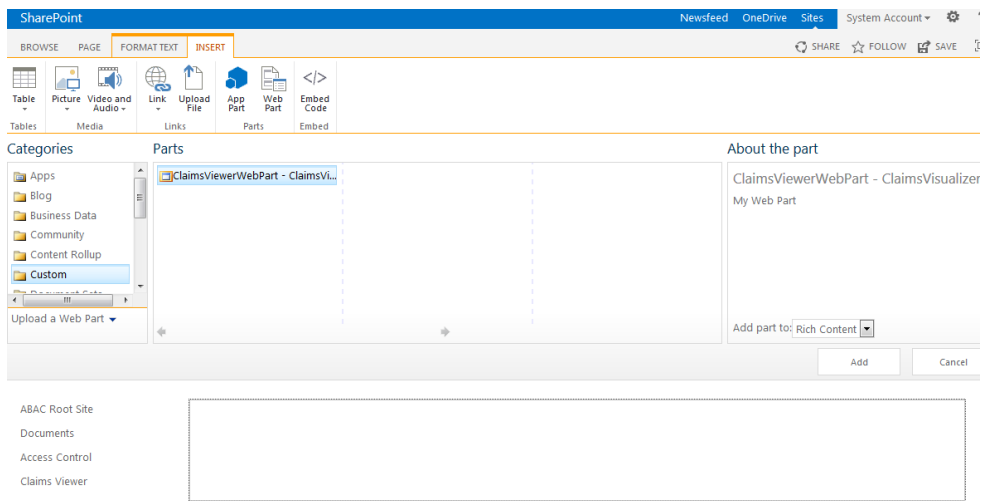 SharePoint Newsfeed OneDrive Sites System Account
BROWSE PAGE FORMAT TEXT INSERT SHARE FOLLOW SAVE
Table Picture Video and Audio Link Upload File App Part Web Part Embed Code
Tables Media Links Parts Embed
Categories Parts About the part
Apps
Blog
Business Data
Community
Content Rollup
Custom
Upload a Web Part
ClaimsViewerWebPart - ClaimsVi...
ClaimsViewerWebPart - ClaimsVisualizer
My Web Part
Add part to: Rich Content
Add Cancel
ABAC Root Site
Documents
Access Control
Claims Viewer